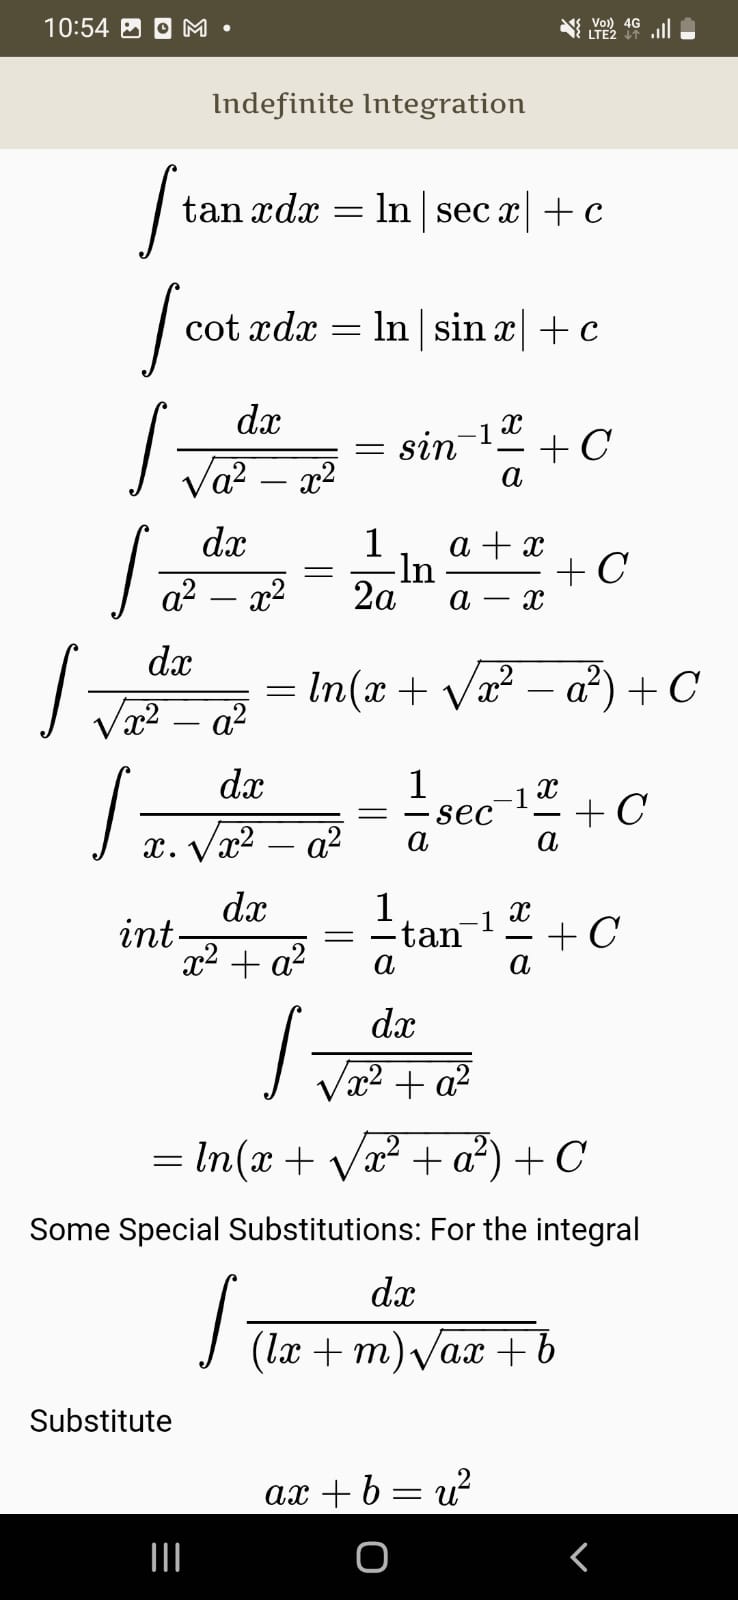 10:54
Vo)) 4G
LTE2 ↓↑
Indefinite Integration
∫ tan xdx = ln | sec x| + c
∫ cot xdx = ln | sin x| + c
∫ dx/√(a² − x²) = sin⁻¹ x/a + C
∫ dx/(a² − x²) = 1/2a ln (a + x)/(a − x) + C
∫ dx/√(x² − a²) = ln(x + √(x² − a²)) + C
∫ dx/(x. √(x² − a²)) = 1/a sec⁻¹ x/a + C
int dx/(x² + a²) = 1/a tan⁻¹ x/a + C
∫ dx/√(x² + a²)
= ln(x + √(x² + a²)) + C
Some Special Substitutions: For the integral
∫ dx/((lx + m)√(ax + b))
Substitute
ax + b = u²